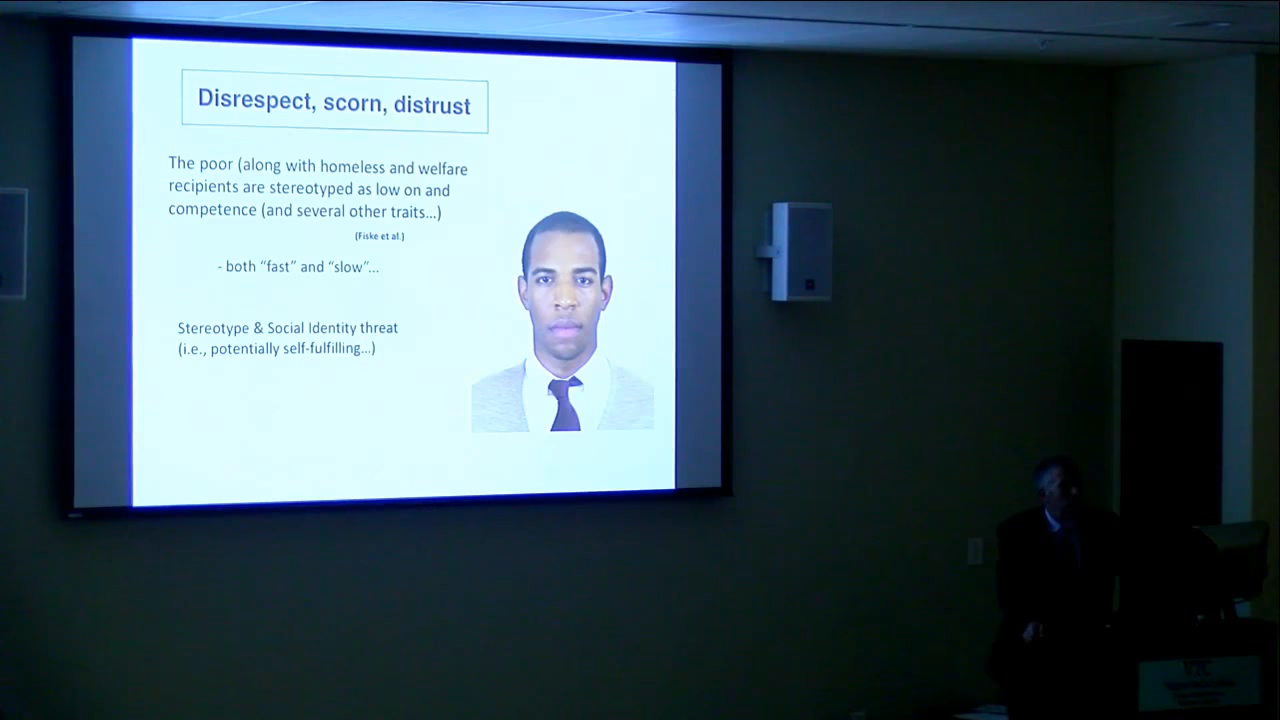 Disrespect, scorn, distrust
The poor (along with homeless and welfare
recipients are stereotyped as low on and
competence (and several other traits...)
(Fiske et al.)
- both “fast” and “slow”...
Stereotype & Social Identity threat
(i.e., potentially self-fulfilling...)